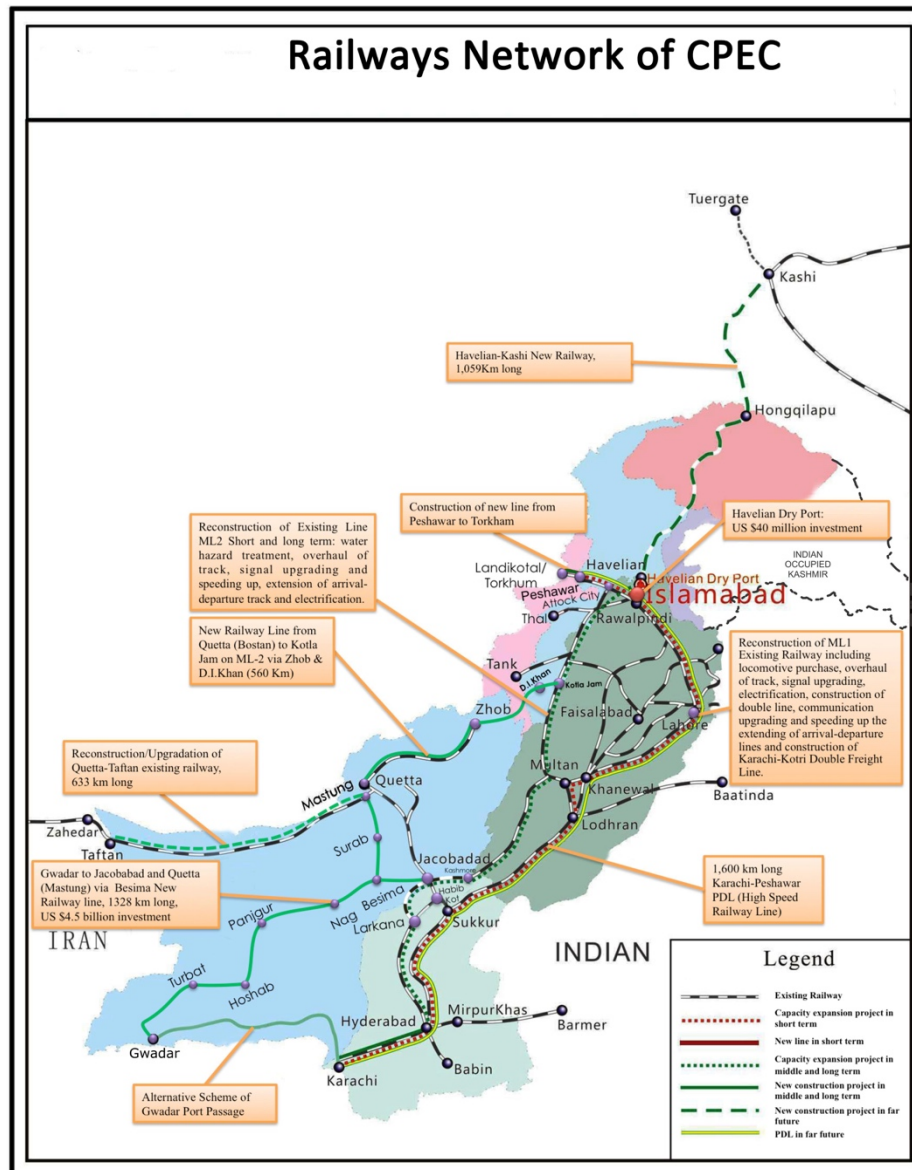 Railways Network of CPEC
Tuergate
Kashi
Havelian-Kashi New Railway,
1,059Km long
Hongqilapu
Construction of new line from
Peshawar to Torkham
Havelian Dry Port:
US $40 million investment
Reconstruction of Existing Line
ML2 Short and long term: water
hazard treatment, overhaul of
track, signal upgrading and
speeding up, extension of arrival-
departure track and electrification.
INDIAN
OCCUPIED
KASHMIR
Landikotal/
Torkhum
Havelian
Havelian Dry Port
Peshawar
Attock City
islamabad
Rawalpindi
Thal
New Railway Line from
Quetta (Bostan) to Kotla
Jam on ML-2 via Zhob &
D.I.Khan (560 Km)
Reconstruction of ML1
Existing Railway including
locomotive purchase, overhaul
of track, signal upgrading,
electrification, construction of
double line, communication
upgrading and speeding up the
extending of arrival-departure
lines and construction of
Karachi-Kotri Double Freight
Line.
Tank
D.I.Khan
Kotla Jam
Zhob
Faisalabad
Lahore
Reconstruction/Upgradation of
Quetta-Taftan existing railway,
633 km long
Mastung
Quetta
Multan
Khanewal
Baatinda
Lodhran
Zahedar
Taftan
Surab
Jacobadad
Kashmore
Gwadar to Jacobabad and Quetta
(Mastung) via Besima New
Railway line, 1328 km long,
US $4.5 billion investment
1,600 km long
Karachi-Peshawar
PDL (High Speed
Railway Line)
Nag
Besima
Habib
Kot
Larkana
Sukkur
Panjgur
IRAN
INDIAN
Turbat
Hoshab
Gwadar
Hyderabad
MirpurKhas
Barmer
Babin
Karachi
Alternative Scheme of
Gwadar Port Passage
Legend
Existing Railway
Capacity expansion project in
short term
New line in short term
Capacity expansion project in
middle and long term
New construction project in
middle and long term
New construction project in far
future
PDL in far future